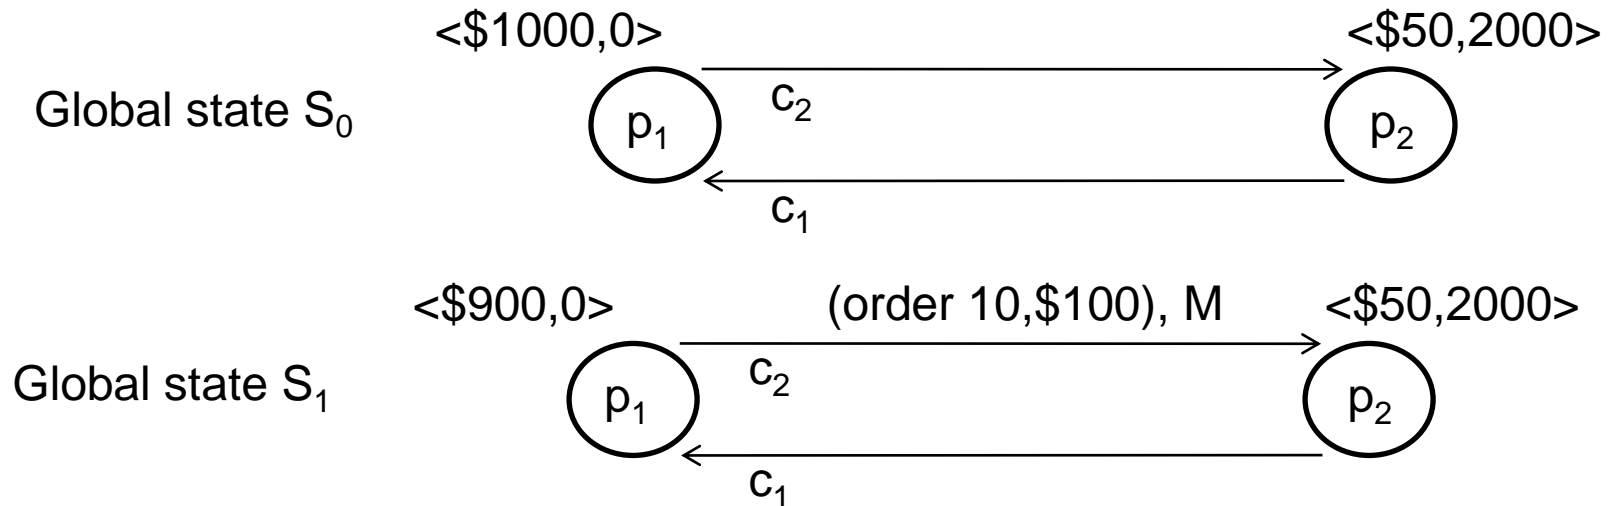 <$1000,0> <$50,2000>
Global state S₀ p₁ c₂ p₂
c₁
<$900,0> (order 10,$100), M <$50,2000>
Global state S₁ p₁ c₂ p₂
c₁